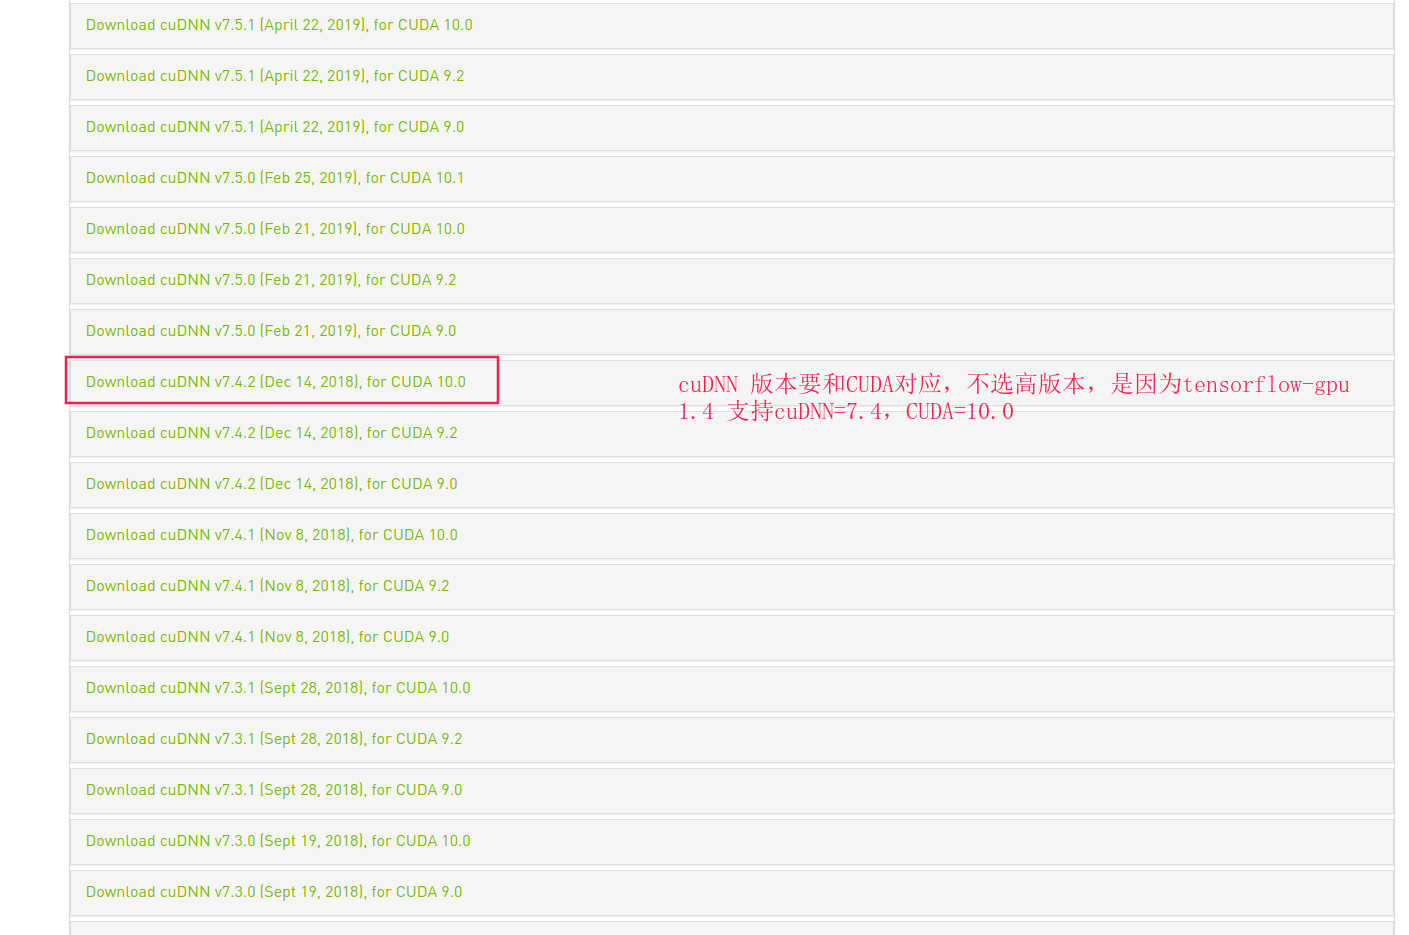 Download cuDNN v7.5.1 (April 22, 2019), for CUDA 10.0
Download cuDNN v7.5.1 (April 22, 2019), for CUDA 9.2
Download cuDNN v7.5.1 (April 22, 2019), for CUDA 9.0
Download cuDNN v7.5.0 (Feb 25, 2019), for CUDA 10.1
Download cuDNN v7.5.0 (Feb 21, 2019), for CUDA 10.0
Download cuDNN v7.5.0 (Feb 21, 2019), for CUDA 9.2
Download cuDNN v7.5.0 (Feb 21, 2019), for CUDA 9.0
Download cuDNN v7.4.2 (Dec 14, 2018), for CUDA 10.0
cuDNN 版本要和CUDA对应，不选高版本，是因为tensorflow-gpu
1.4 支持cuDNN=7.4，CUDA=10.0
Download cuDNN v7.4.2 (Dec 14, 2018), for CUDA 9.2
Download cuDNN v7.4.2 (Dec 14, 2018), for CUDA 9.0
Download cuDNN v7.4.1 (Nov 8, 2018), for CUDA 10.0
Download cuDNN v7.4.1 (Nov 8, 2018), for CUDA 9.2
Download cuDNN v7.4.1 (Nov 8, 2018), for CUDA 9.0
Download cuDNN v7.3.1 (Sept 28, 2018), for CUDA 10.0
Download cuDNN v7.3.1 (Sept 28, 2018), for CUDA 9.2
Download cuDNN v7.3.1 (Sept 28, 2018), for CUDA 9.0
Download cuDNN v7.3.0 (Sept 19, 2018), for CUDA 10.0
Download cuDNN v7.3.0 (Sept 19, 2018), for CUDA 9.0